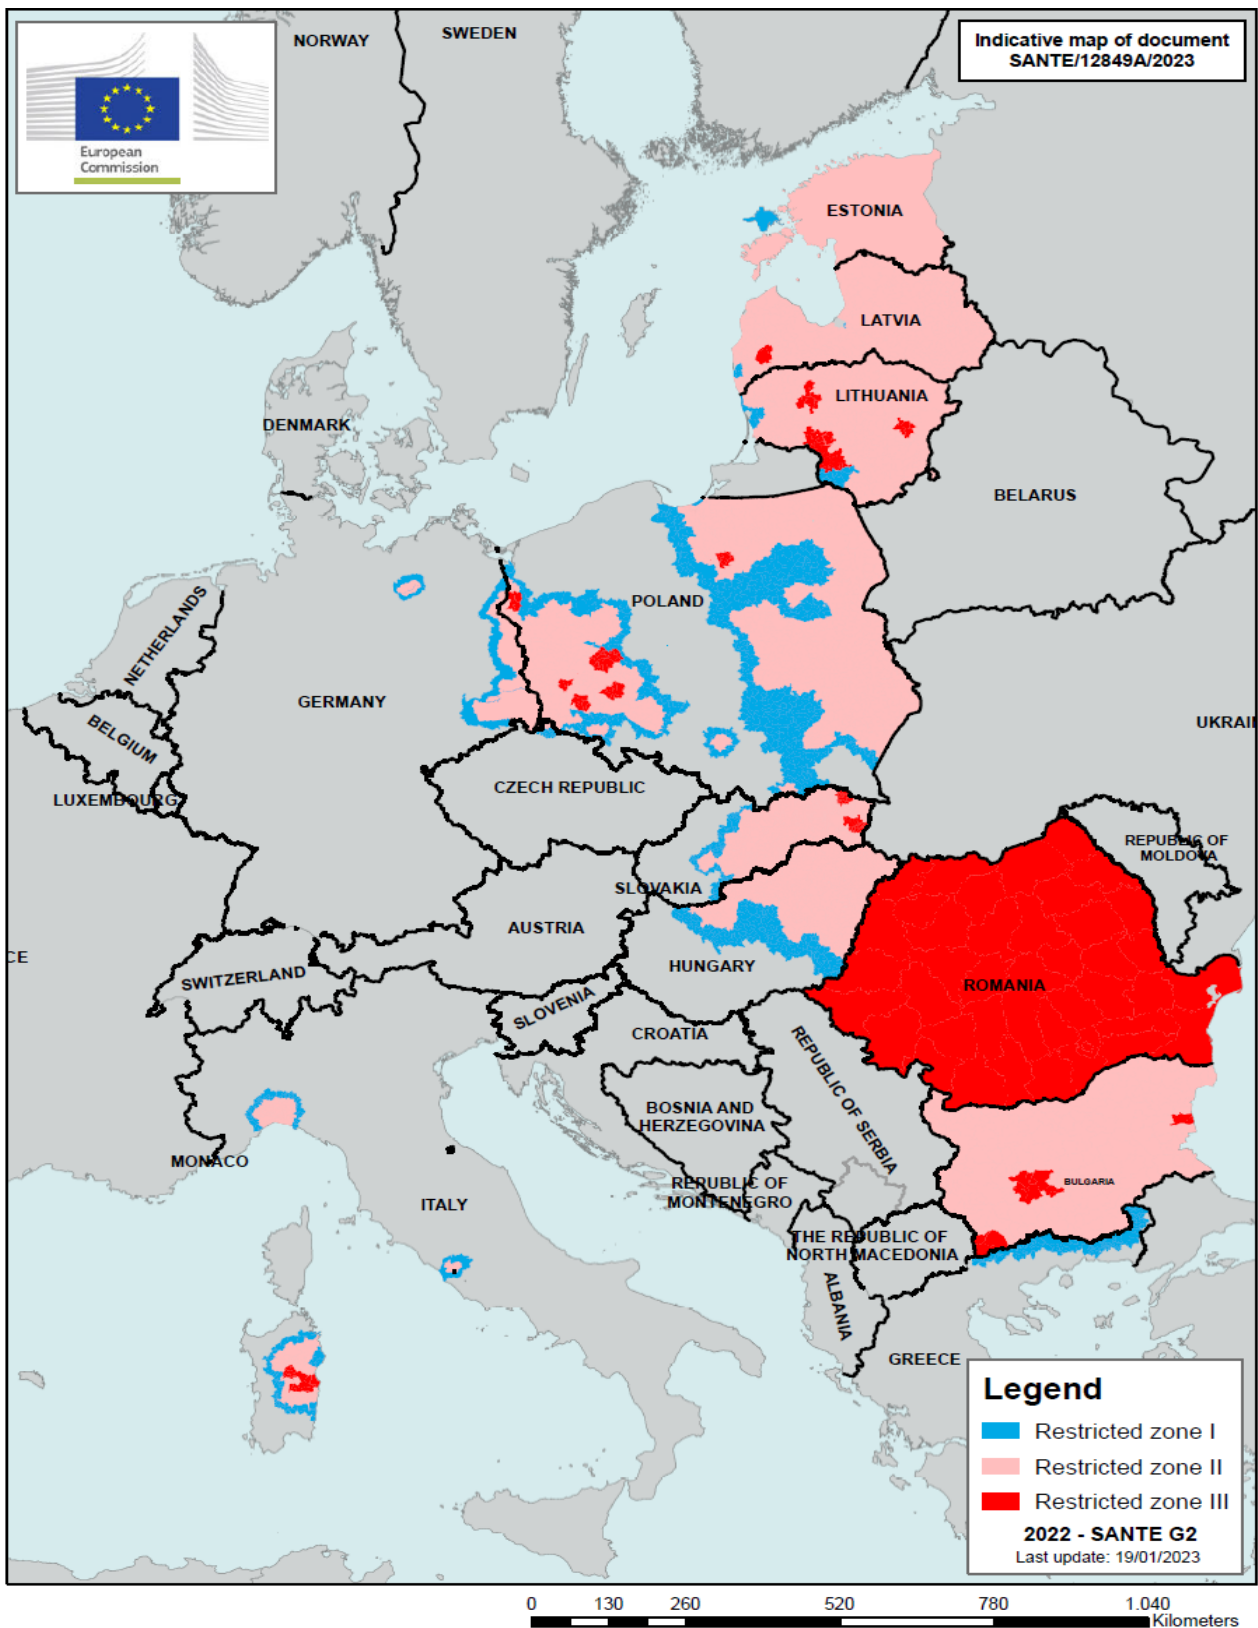 NORWAY
SWEDEN
Indicative map of document
SANTE/12849A/2023
European
Commission
ESTONIA
LATVIA
LITHUANIA
DENMARK
BELARUS
NETHERLANDS
POLAND
GERMANY
BELGIUM
UKRAI
CZECH REPUBLIC
LUXEMBOURG
REPUBLIC OF
MOLDOVA
SLOVAKIA
AUSTRIA
CE
HUNGARY
SWITZERLAND
ROMANIA
SLOVENIA
CROATIA
REPUBLIC OF SERBIA
BOSNIA AND
HERZEGOVINA
MONACO
BULGARIA
REPUBLIC OF
MONTENEGRO
ITALY
THE REPUBLIC OF
NORTH MACEDONIA
ALBANIA
GREECE
Legend
Restricted zone I
Restricted zone II
Restricted zone III
2022 - SANTE G2
Last update: 19/01/2023
0 130 260 520 780 1.040
Kilometers